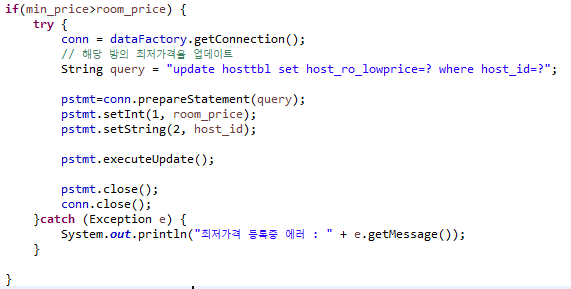 if(min_price>room_price) {
try {
conn = dataFactory.getConnection();
// 해당 방의 최저가격을 업데이트
String query = "update hosttbl set host_ro_lowprice=? where host_id=?";
pstmt=conn.prepareStatement(query);
pstmt.setInt(1, room_price);
pstmt.setString(2, host_id);
pstmt.executeUpdate();
pstmt.close();
conn.close();
}catch (Exception e) {
System.out.println("최저가격 등록중 에러 : " + e.getMessage());
}
}